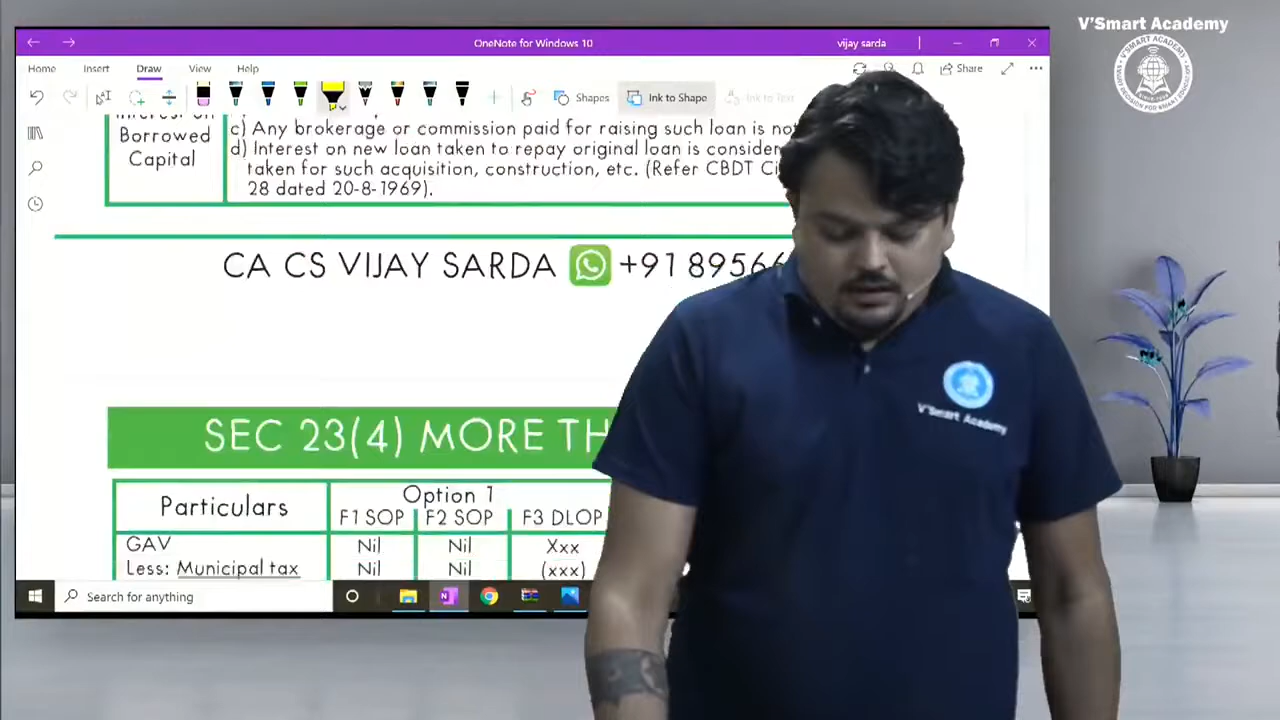 V'Smart Academy
OneNote for Windows 10
vijay sarda
Home Insert Draw View Help
Share
Shapes
Ink to Shape
Ink to Text
Borrowed
Capital
c) Any brokerage or commission paid for raising such loan is not
d) Interest on new loan taken to repay original loan is consider
taken for such acquisition, construction, etc. (Refer CBDT Ci
28 dated 20-8-1969).
CA CS VIJAY SARDA +91 8956
SEC 23(4) MORE TH
Particulars
Option 1
F1 SOP F2 SOP F3 DLOP
GAV Nil Nil Xxx
Less: Municipal tax Nil Nil (xxx)
Search for anything
V'Smart Academy